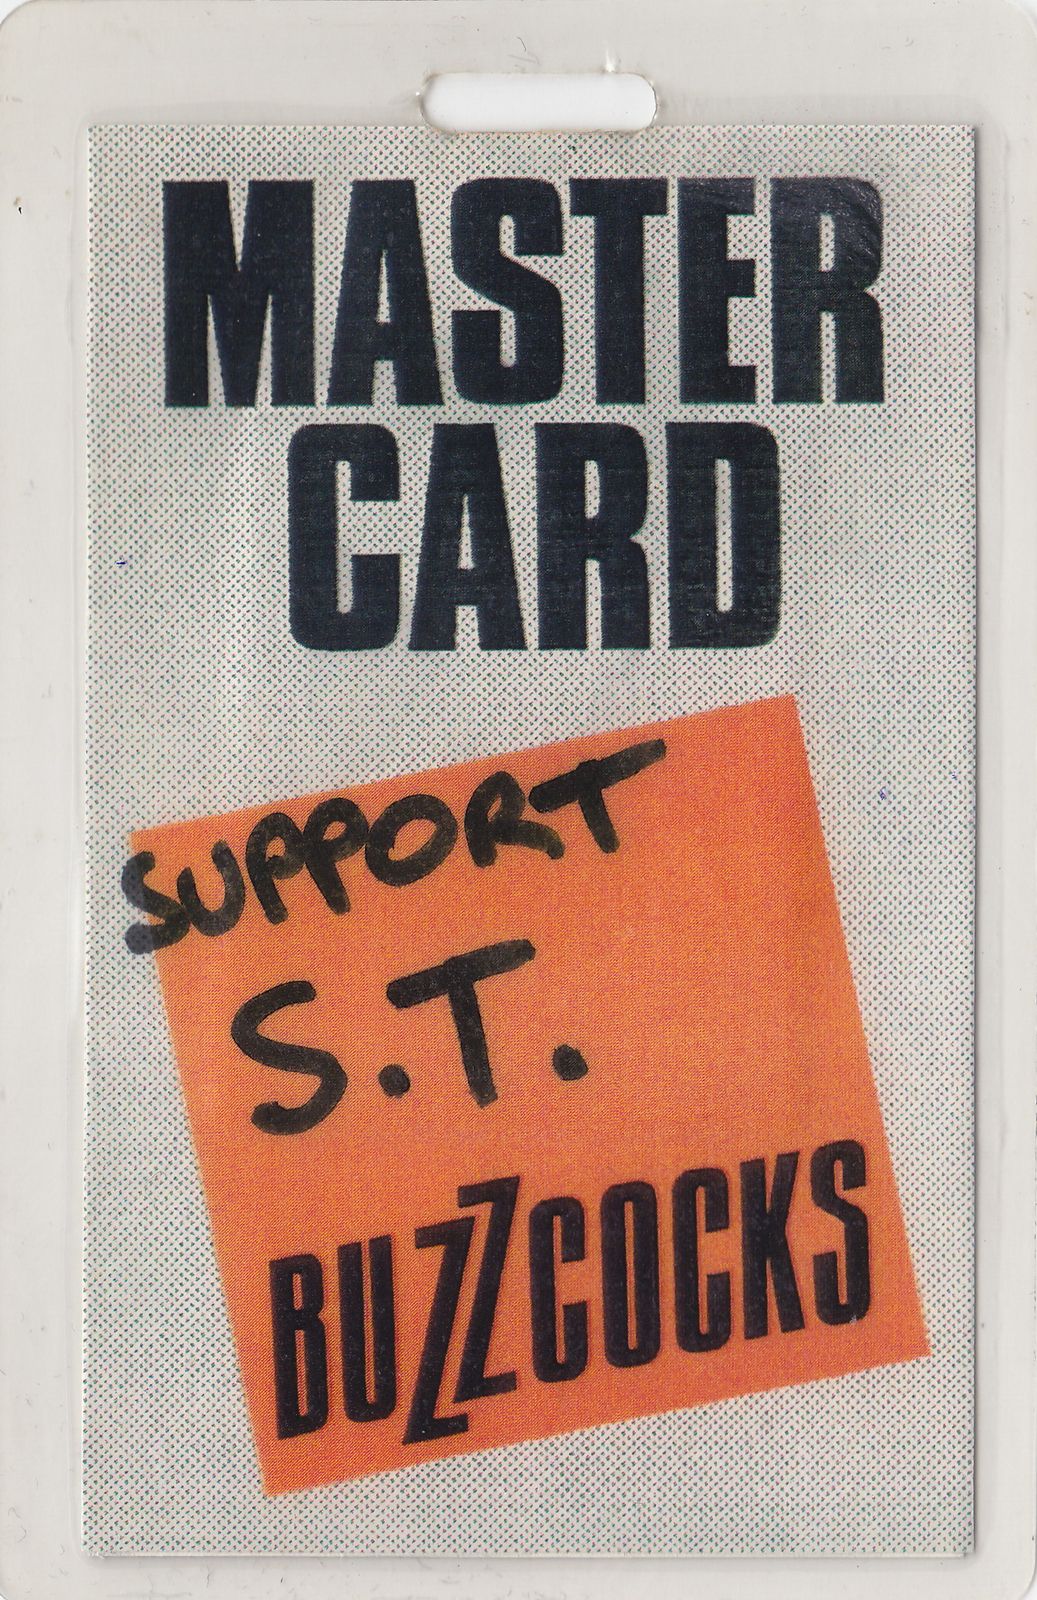 MASTER
CARD
SUPPORT
S.T.
BUZZCOCKS